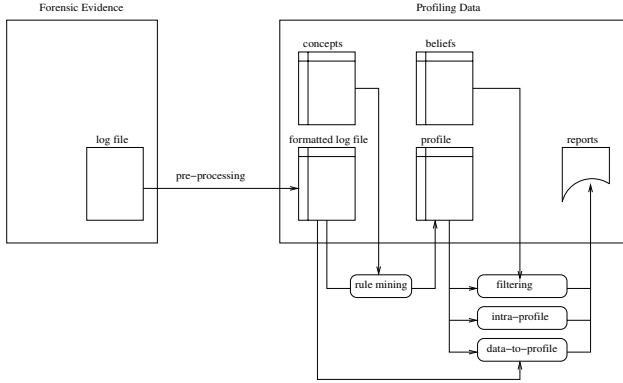 Forensic Evidence
Profiling Data
concepts
beliefs
log file
formatted log file
profile
reports
pre−processing
rule mining
filtering
intra−profile
data−to−profile